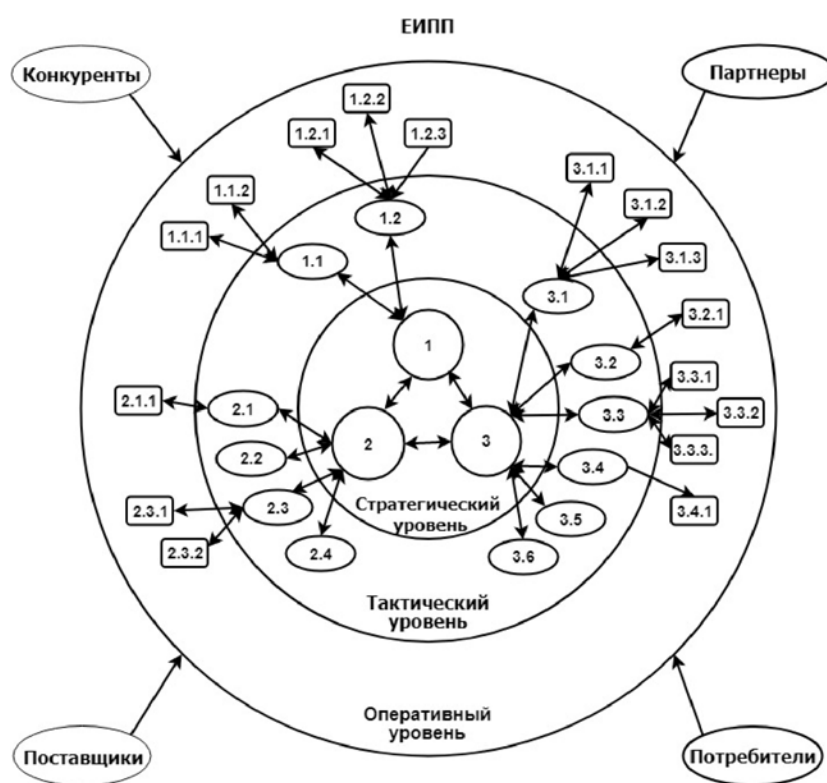 ЕИПП
Конкуренты
Партнеры
1.2.2
1.2.1
1.2.3
3.1.1
1.1.2
3.1.2
1.2
1.1.1
1.1
3.1.3
3.1
3.2.1
1
3.2
3.3.1
2.1.1
2.1
3.3
3.3.2
2
3
3.3.3.
2.2
3.4
Стратегический
уровень
2.3.1
2.3
3.5
3.4.1
2.3.2
2.4
3.6
Тактический
уровень
Оперативный
уровень
Поставщики
Потребители